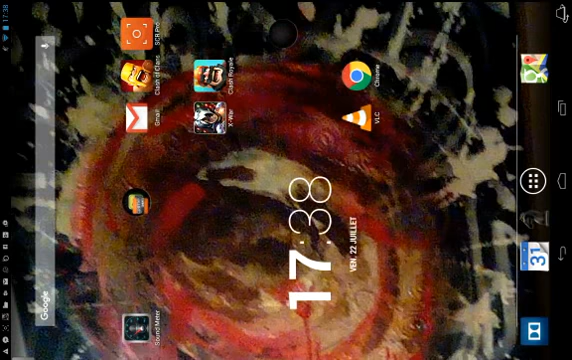 17:38
Google
SCR Pro
Clash of Clans
Clash Royale
Chrome
Gmail
X-War
VLC
17:38
VEN. 22 JUILLET
Sound Meter
31